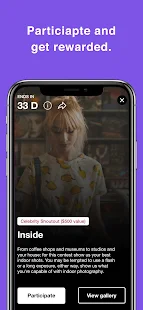 Particiapte and
get rewarded.
ENDS IN
33 D
Celebrity Shoutout ($500 value)
Inside
From coffee shops and museums to studios and
your house; for this contest show us your best
indoor shots. You may be tempted to use a flash
or a long exposure, either way, show us what
you're capable of with indoor photography.
Participate
View gallery